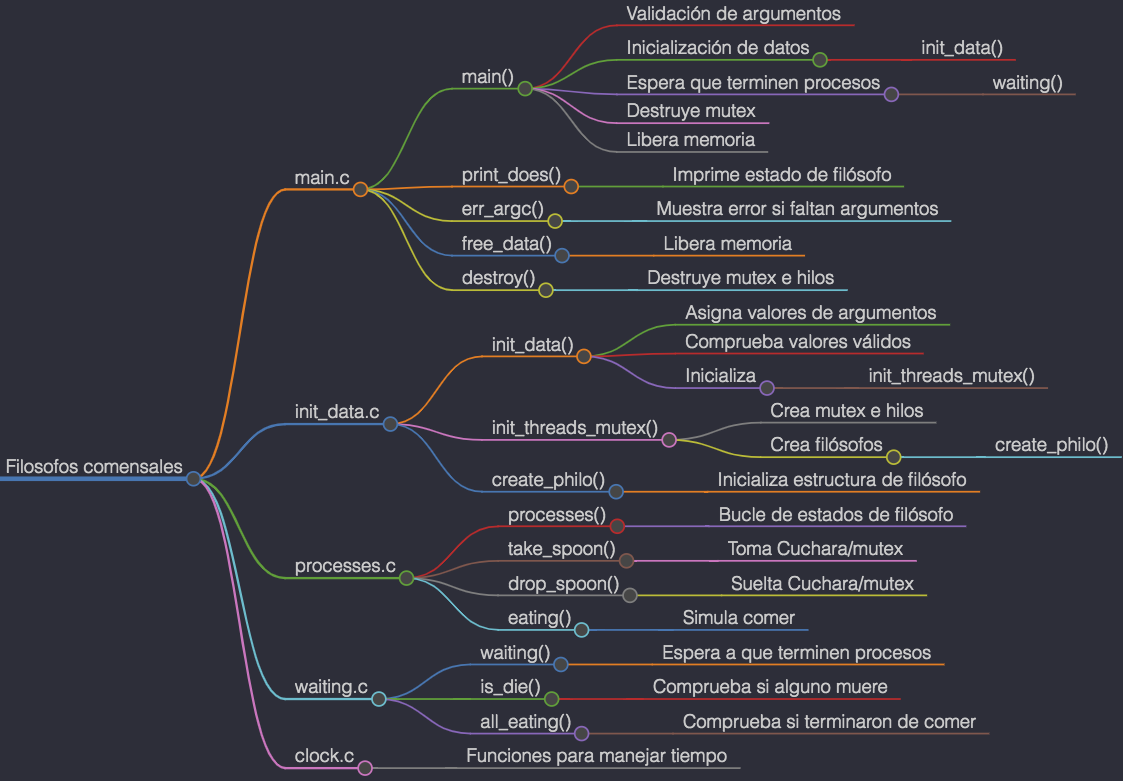 Validación de argumentos
Inicialización de datos
init_data()
main()
Espera que terminen procesos
waiting()
Destruye mutex
Libera memoria
main.c
print_does()
Imprime estado de filósofo
err_argc()
Muestra error si faltan argumentos
free_data()
Libera memoria
destroy()
Destruye mutex e hilos
Asigna valores de argumentos
init_data()
Comprueba valores válidos
Inicializa
init_threads_mutex()
init_data.c
Crea mutex e hilos
init_threads_mutex()
Crea filósofos
create_philo()
Filosofos comensales
create_philo()
Inicializa estructura de filósofo
processes()
Bucle de estados de filósofo
take_spoon()
Toma Cuchara/mutex
processes.c
drop_spoon()
Suelta Cuchara/mutex
eating()
Simula comer
waiting()
Espera a que terminen procesos
waiting.c
is_die()
Comprueba si alguno muere
all_eating()
Comprueba si terminaron de comer
clock.c
Funciones para manejar tiempo